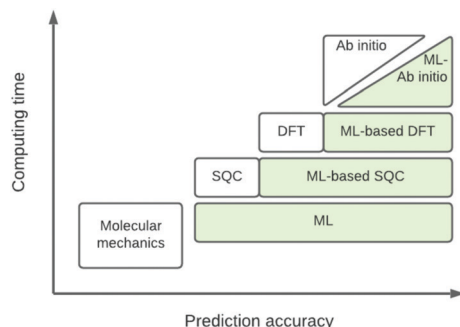 Ab initio
ML-
Ab initio
DFT
ML-based DFT
SQC
ML-based SQC
Molecular
mechanics
ML
Computing time
Prediction accuracy